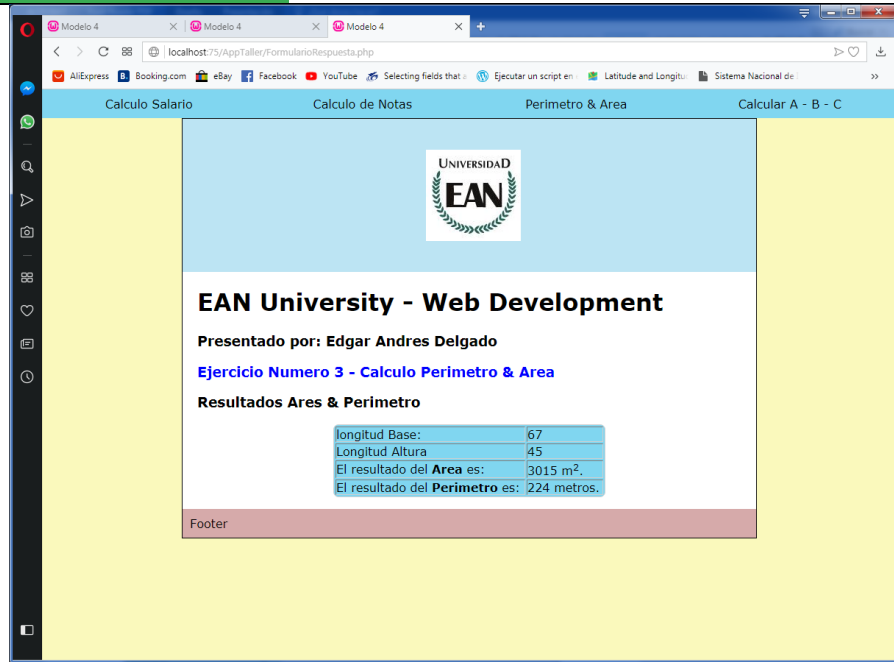 Modelo 4
Modelo 4
Modelo 4
localhost:75/AppTaller/FormularioRespuesta.php
AliExpress B. Booking.com eBay Facebook YouTube Selecting fields that a Ejecutar un script en Latitude and Longitu Sistema Nacional de
Calculo Salario Calculo de Notas Perimetro & Area Calcular A - B - C
UNIVERSIDAD
EAN
EAN University - Web Development
Presentado por: Edgar Andres Delgado
Ejercicio Numero 3 - Calculo Perimetro & Area
Resultados Ares & Perimetro
longitud Base: 67
Longitud Altura 45
El resultado del Area es: 3015 m².
El resultado del Perimetro es: 224 metros.
Footer